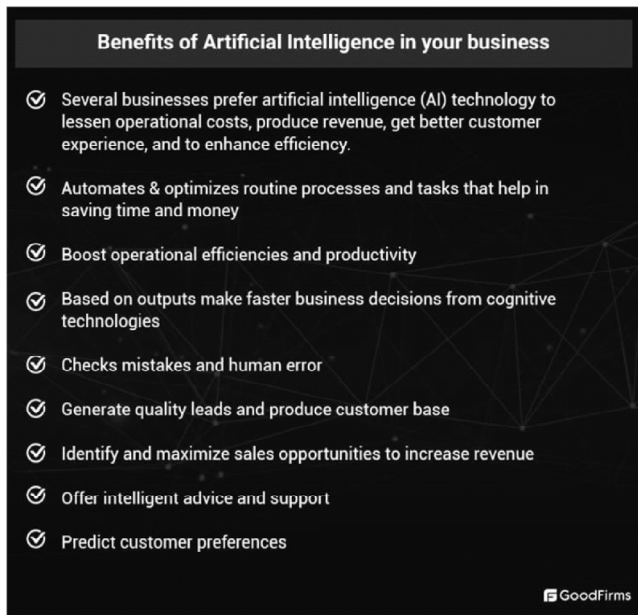 Benefits of Artificial Intelligence in your business
Several businesses prefer artificial intelligence (AI) technology to
lessen operational costs, produce revenue, get better customer
experience, and to enhance efficiency.
Automates & optimizes routine processes and tasks that help in
saving time and money
Boost operational efficiencies and productivity
Based on outputs make faster business decisions from cognitive
technologies
Checks mistakes and human error
Generate quality leads and produce customer base
Identify and maximize sales opportunities to increase revenue
Offer intelligent advice and support
Predict customer preferences
GoodFirms